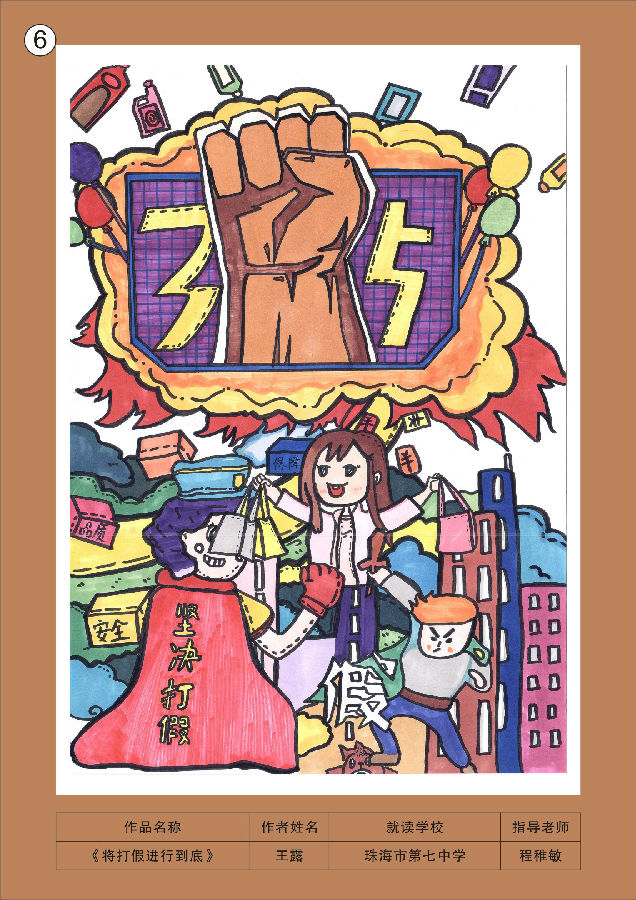 6
3 15
保障
品质
安全
坚决打假
假
作品名称 作者姓名 就读学校 指导老师
《将打假进行到底》 王露 珠海市第七中学 程稚敏